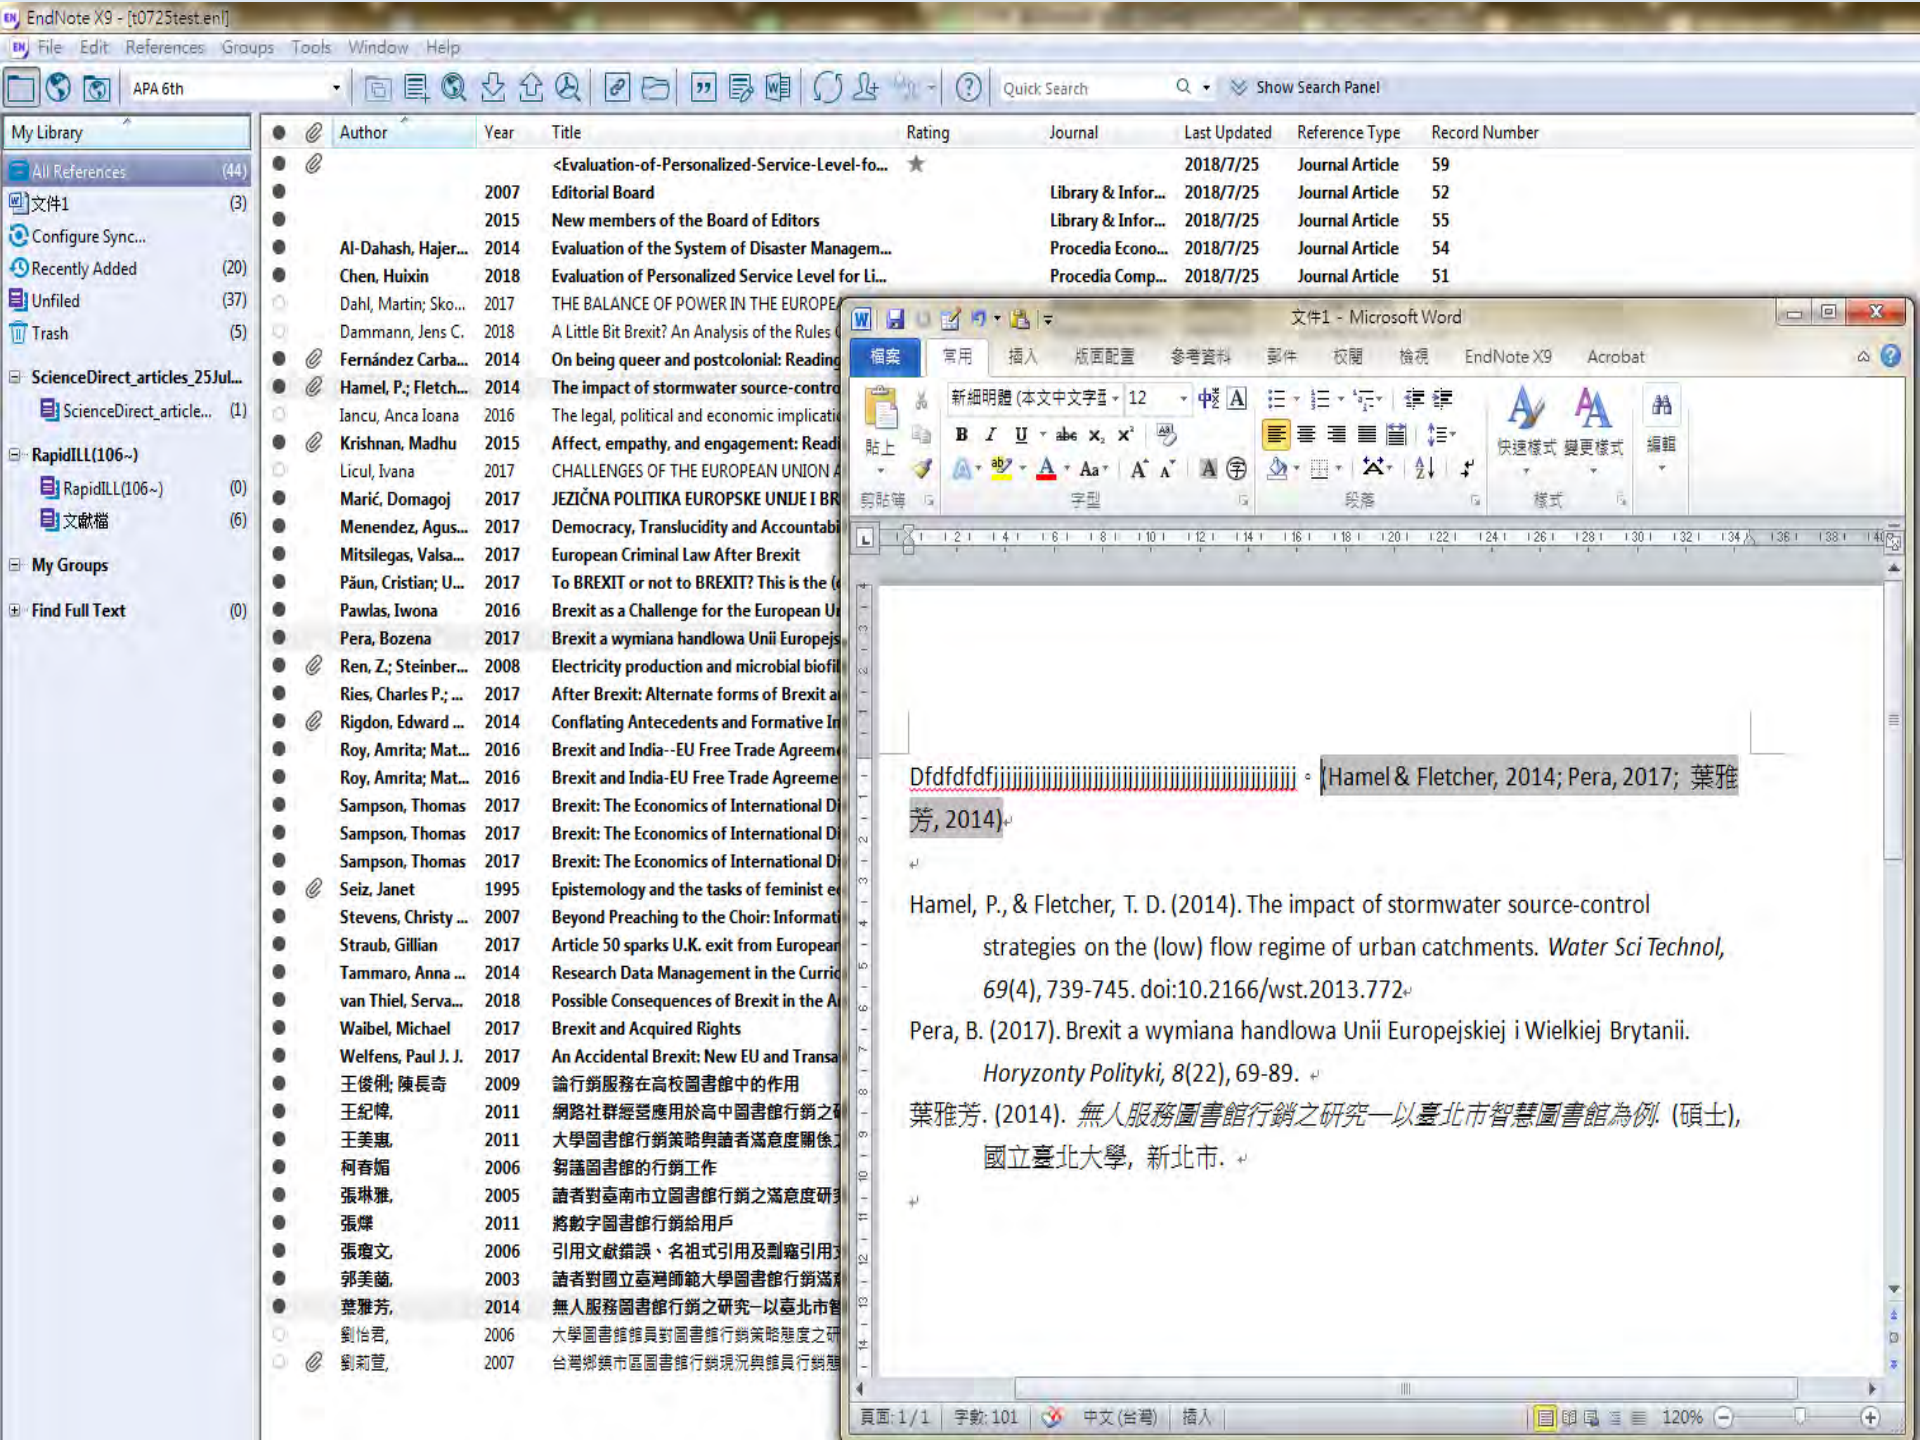 EndNote X9 - [t0725test.enl]
File Edit References Groups Tools Window Help
APA 6th Quick Search Show Search Panel
My Library
All References (44)
文件1 (3)
Configure Sync...
Recently Added (20)
Unfiled (37)
Trash (5)
ScienceDirect_articles_25Jul...
ScienceDirect_article... (1)
RapidILL(106~)
RapidILL(106~) (0)
文獻檔 (6)
My Groups
Find Full Text (0)
Author Year Title Rating Journal Last Updated Reference Type Record Number
<Evaluation-of-Personalized-Service-Level-fo... 2018/7/25 Journal Article 59
2007 Editorial Board Library & Infor... 2018/7/25 Journal Article 52
2015 New members of the Board of Editors Library & Infor... 2018/7/25 Journal Article 55
Al-Dahash, Hajer... 2014 Evaluation of the System of Disaster Managem... Procedia Econo... 2018/7/25 Journal Article 54
Chen, Huixin 2018 Evaluation of Personalized Service Level for Li... Procedia Comp... 2018/7/25 Journal Article 51
Dahl, Martin; Sko... 2017 THE BALANCE OF POWER IN THE EUROPEA
Dammann, Jens C. 2018 A Little Bit Brexit? An Analysis of the Rules
Fernández Carba... 2014 On being queer and postcolonial: Reading
Hamel, P.; Fletch... 2014 The impact of stormwater source-contro
Iancu, Anca Ioana 2016 The legal, political and economic implicati
Krishnan, Madhu 2015 Affect, empathy, and engagement: Readi
Licul, Ivana 2017 CHALLENGES OF THE EUROPEAN UNION A
Marić, Domagoj 2017 JEZIČNA POLITIKA EUROPSKE UNIJE I BR
Menendez, Agus... 2017 Democracy, Translucidity and Accountabi
Mitsilegas, Valsa... 2017 European Criminal Law After Brexit
Păun, Cristian; U... 2017 To BREXIT or not to BREXIT? This is the (
Pawlas, Iwona 2016 Brexit as a Challenge for the European Un
Pera, Bozena 2017 Brexit a wymiana handlowa Unii Europejs
Ren, Z.; Steinber... 2008 Electricity production and microbial biofil
Ries, Charles P.; ... 2017 After Brexit: Alternate forms of Brexit a
Rigdon, Edward ... 2014 Conflating Antecedents and Formative In
Roy, Amrita; Mat... 2016 Brexit and India--EU Free Trade Agreem
Roy, Amrita; Mat... 2016 Brexit and India-EU Free Trade Agreeme
Sampson, Thomas 2017 Brexit: The Economics of International D
Sampson, Thomas 2017 Brexit: The Economics of International D
Sampson, Thomas 2017 Brexit: The Economics of International D
Seiz, Janet 1995 Epistemology and the tasks of feminist e
Stevens, Christy ... 2007 Beyond Preaching to the Choir: Informati
Straub, Gillian 2017 Article 50 sparks U.K. exit from European
Tammaro, Anna ... 2014 Research Data Management in the Curric
van Thiel, Serva... 2018 Possible Consequences of Brexit in the A
Waibel, Michael 2017 Brexit and Acquired Rights
Welfens, Paul J. J. 2017 An Accidental Brexit: New EU and Transa
王俊俐; 陳長奇 2009 論行銷服務在高校圖書館中的作用
王紀幃, 2011 網路社群經營應用於高中圖書館行銷之研
王美惠, 2011 大學圖書館行銷策略與讀者滿意度關係之
柯春媚 2006 芻議圖書館的行銷工作
張琳雅, 2005 讀者對臺南市立圖書館行銷之滿意度研究
張燁 2011 將數字圖書館行銷給用戶
張瓊文, 2006 引用文獻錯誤、名祖式引用及剽竊引用文
郭美蘭, 2003 讀者對國立臺灣師範大學圖書館行銷滿意
葉雅芳, 2014 無人服務圖書館行銷之研究—以臺北市智
劉怡君, 2006 大學圖書館館員對圖書館行銷策略態度之研
劉莉萱, 2007 台灣鄉鎮市區圖書館行銷現況與館員行銷態
文件1 - Microsoft Word
檔案 常用 插入 版面配置 參考資料 郵件 校閱 檢視 EndNote X9 Acrobat
新細明體 (本文中文字型 12
貼上 快速樣式 變更樣式 編輯
剪貼簿 字型 段落 樣式
Dfdfdfdfjjjjjjjjjjjjjjjjjjjjjjjjjjjjjjjjjjjjjjjjjj。(Hamel & Fletcher, 2014; Pera, 2017; 葉雅
芳, 2014)
Hamel, P., & Fletcher, T. D. (2014). The impact of stormwater source-control
strategies on the (low) flow regime of urban catchments. Water Sci Technol,
69(4), 739-745. doi:10.2166/wst.2013.772
Pera, B. (2017). Brexit a wymiana handlowa Unii Europejskiej i Wielkiej Brytanii.
Horyzonty Polityki, 8(22), 69-89.
葉雅芳. (2014). 無人服務圖書館行銷之研究—以臺北市智慧圖書館為例. (碩士),
國立臺北大學, 新北市.
頁面: 1 / 1 字數: 101 中文 (台灣) 插入 120%